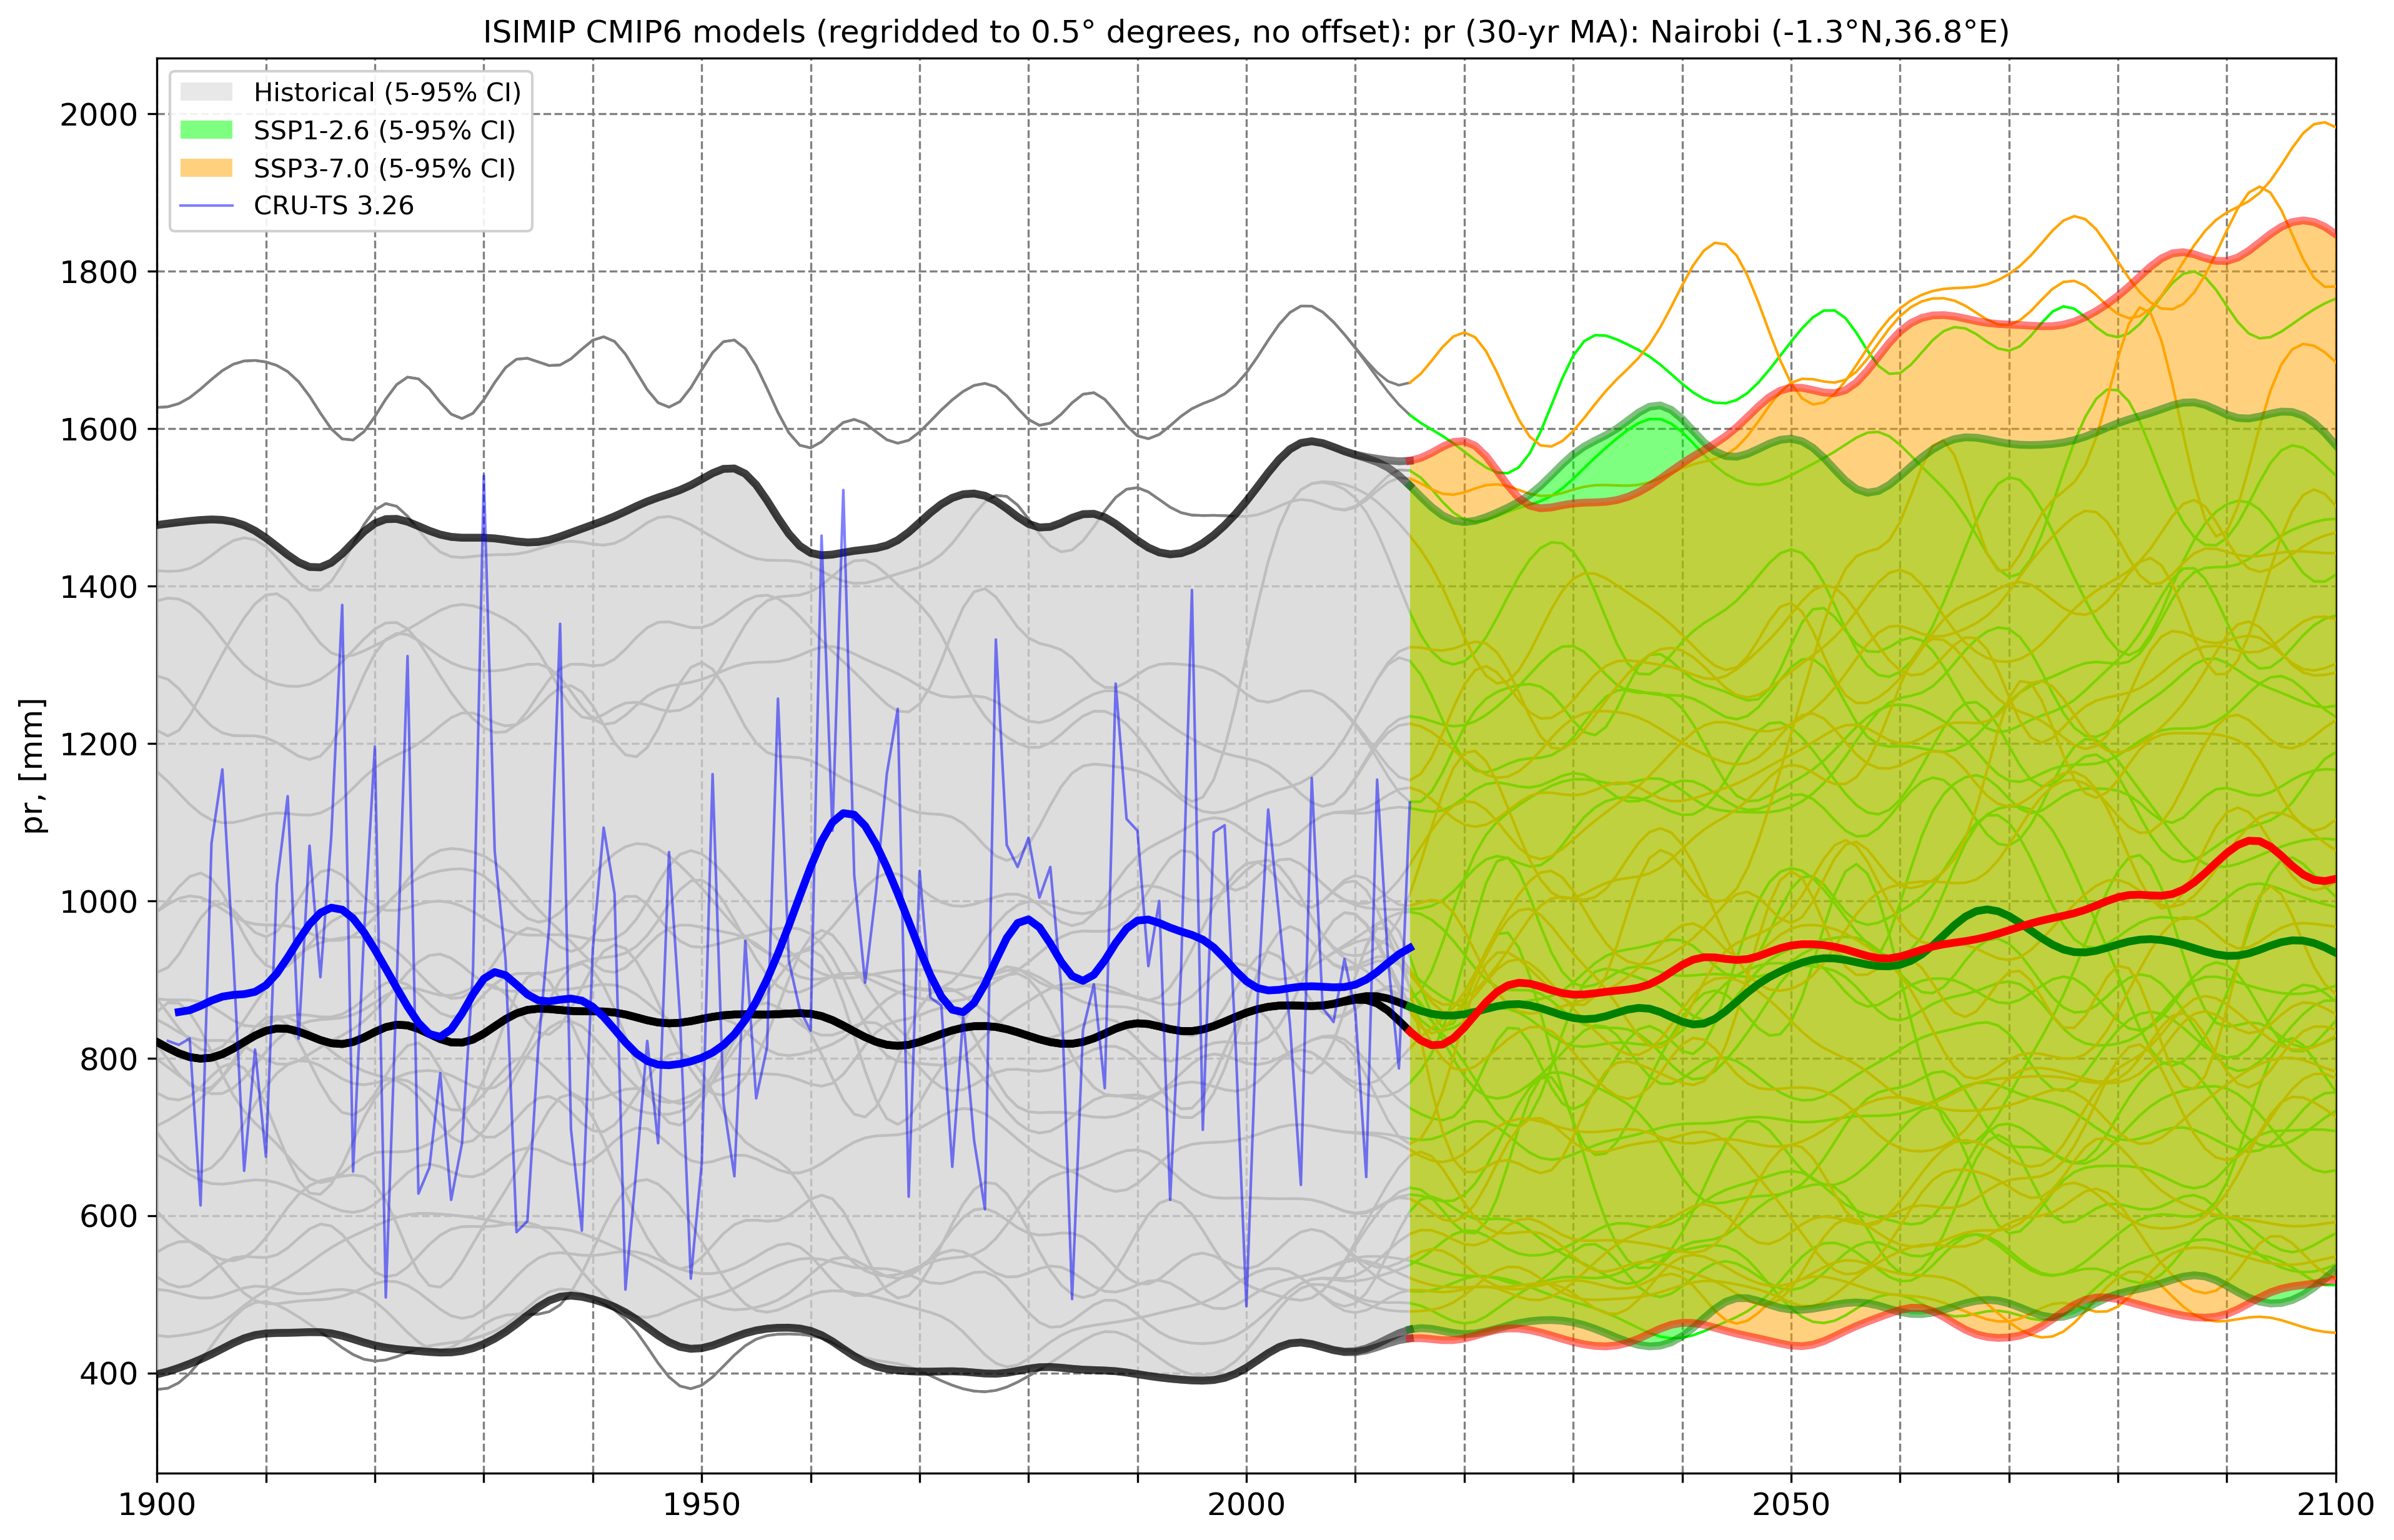 ISIMIP CMIP6 models (regridded to 0.5° degrees, no offset): pr (30-yr MA): Nairobi (-1.3°N,36.8°E)
Historical (5-95% CI)
SSP1-2.6 (5-95% CI)
SSP3-7.0 (5-95% CI)
CRU-TS 3.26
pr, [mm]
2000
1800
1600
1400
1200
1000
800
600
400
1900 1950 2000 2050 2100